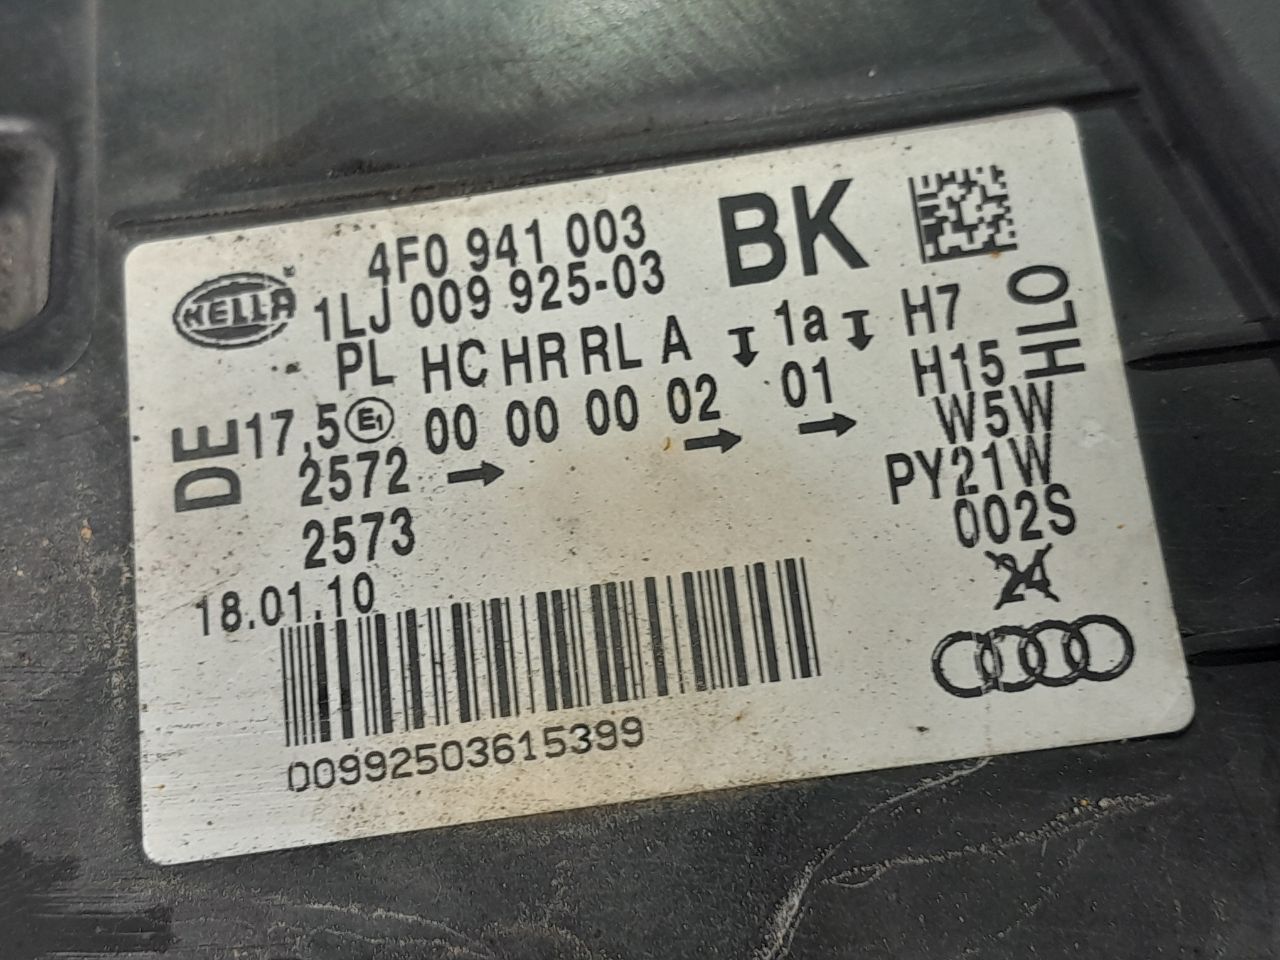 HELLA
4F0 941 003
1LJ 009 925-03
BK
PL HC HR RL A 1a H7
DE
17,5 E1 00 00 00 02 01 H15
HLO
2572 → → → W5W
2573 PY21W
002S
24
18.01.10
00992503615399